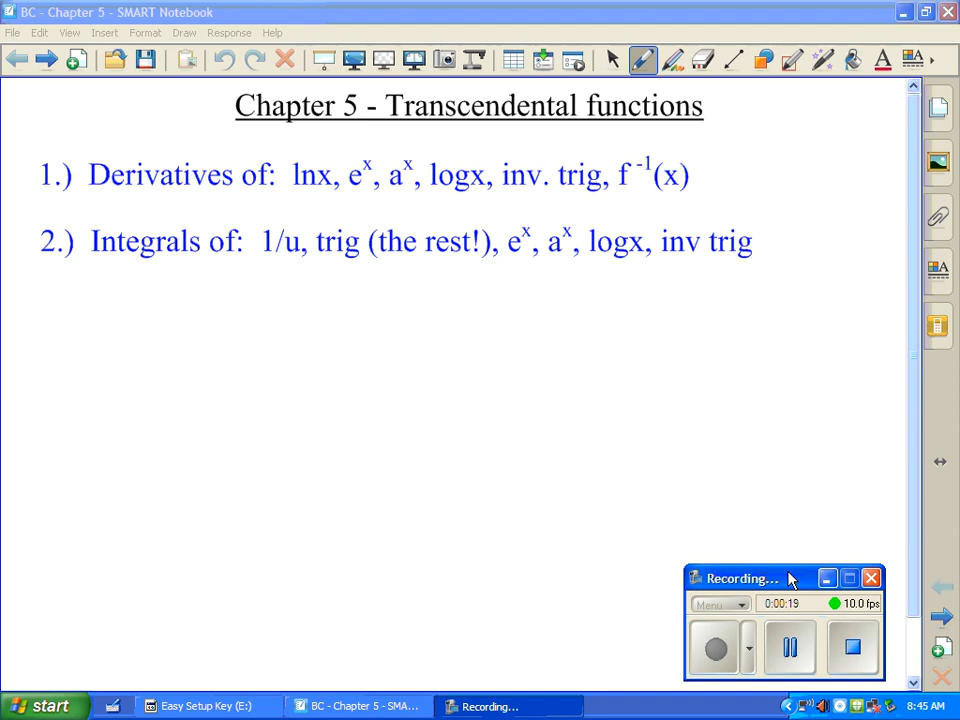 BC - Chapter 5 - SMART Notebook
File Edit View Insert Format Draw Response Help
Chapter 5 - Transcendental functions
1.) Derivatives of: lnx, eˣ, aˣ, logx, inv. trig, f ⁻¹(x)
2.) Integrals of: 1/u, trig (the rest!), eˣ, aˣ, logx, inv trig
Recording...
Menu 0:00:19 10.0 fps
start Easy Setup Key (E:) BC - Chapter 5 - SMA... Recording... 8:45 AM